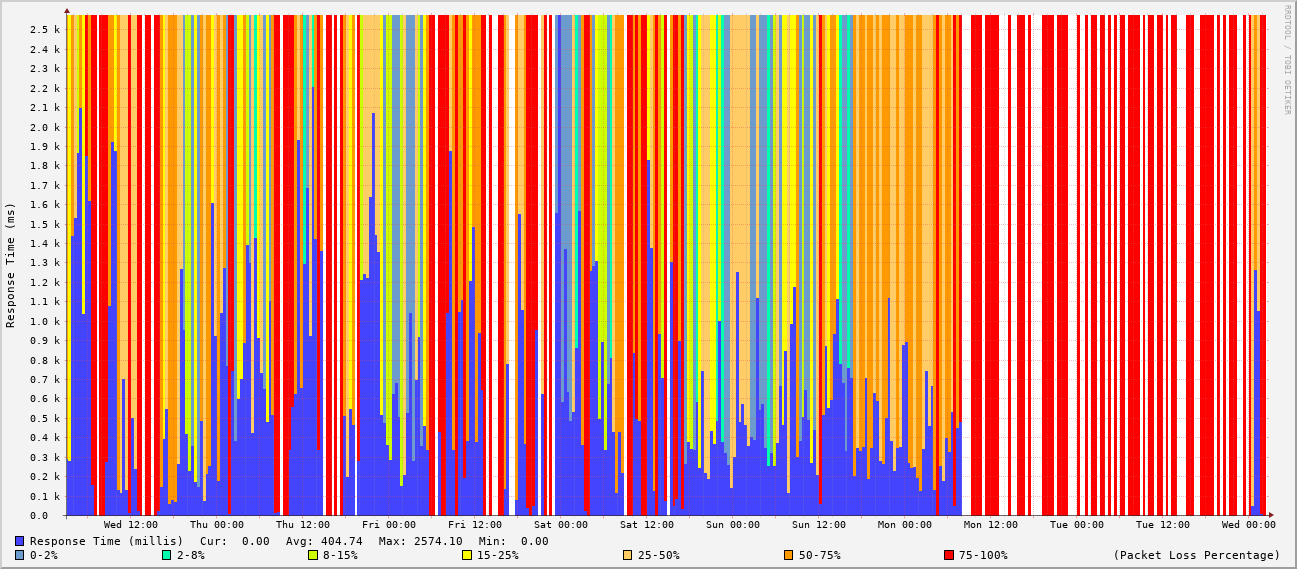 RRDTOOL / TOBI OETIKER
Response Time (ms)
2.5 k
2.4 k
2.3 k
2.2 k
2.1 k
2.0 k
1.9 k
1.8 k
1.7 k
1.6 k
1.5 k
1.4 k
1.3 k
1.2 k
1.1 k
1.0 k
0.9 k
0.8 k
0.7 k
0.6 k
0.5 k
0.4 k
0.3 k
0.2 k
0.1 k
0.0
Wed 12:00 Thu 00:00 Thu 12:00 Fri 00:00 Fri 12:00 Sat 00:00 Sat 12:00 Sun 00:00 Sun 12:00 Mon 00:00 Mon 12:00 Tue 00:00 Tue 12:00 Wed 00:00
Response Time (millis) Cur: 0.00 Avg: 404.74 Max: 2574.10 Min: 0.00
0-2% 2-8% 8-15% 15-25% 25-50% 50-75% 75-100% (Packet Loss Percentage)